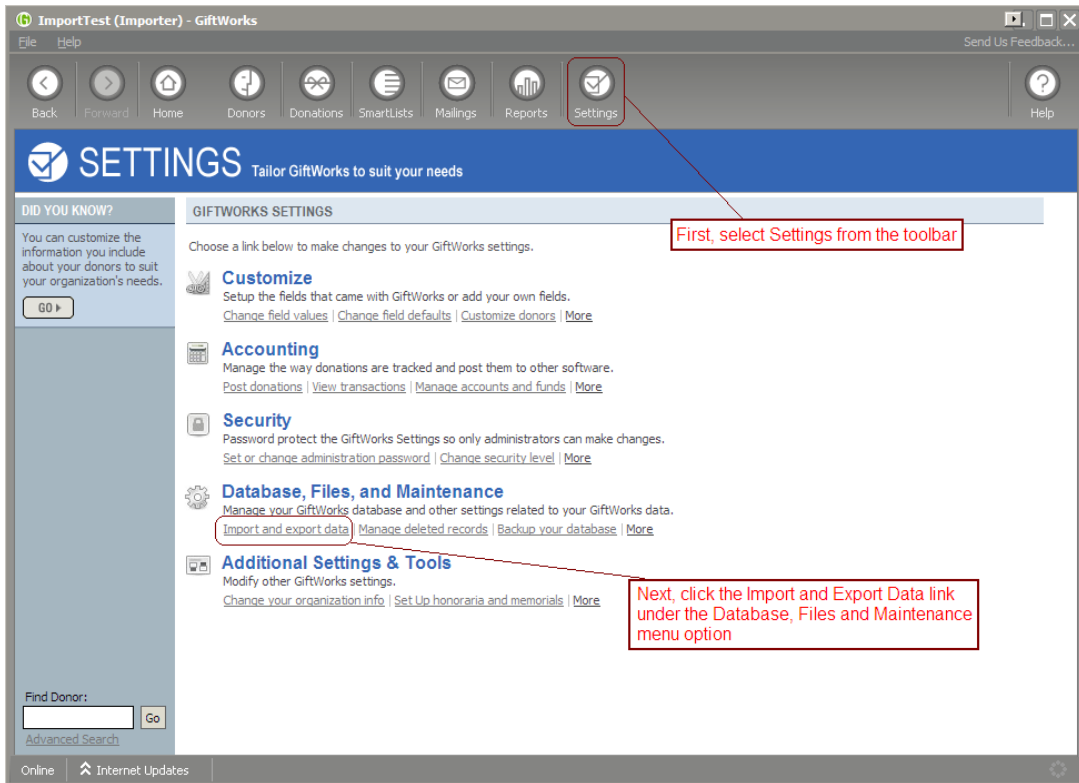 ImportTest (Importer) - GiftWorks
File Help
Send Us Feedback...
Back Forward Home Donors Donations SmartLists Mailings Reports Settings Help
SETTINGS Tailor GiftWorks to suit your needs
DID YOU KNOW?
You can customize the
information you include
about your donors to suit
your organization's needs.
GO
GIFTWORKS SETTINGS
Choose a link below to make changes to your GiftWorks settings.
First, select Settings from the toolbar
Customize
Setup the fields that came with GiftWorks or add your own fields.
Change field values | Change field defaults | Customize donors | More
Accounting
Manage the way donations are tracked and post them to other software.
Post donations | View transactions | Manage accounts and funds | More
Security
Password protect the GiftWorks Settings so only administrators can make changes.
Set or change administration password | Change security level | More
Database, Files, and Maintenance
Manage your GiftWorks database and other settings related to your GiftWorks data.
Import and export data | Manage deleted records | Backup your database | More
Additional Settings & Tools
Modify other GiftWorks settings.
Change your organization info | Set Up honoraria and memorials | More
Next, click the Import and Export Data link
under the Database, Files and Maintenance
menu option
Find Donor:
Go
Advanced Search
Online Internet Updates